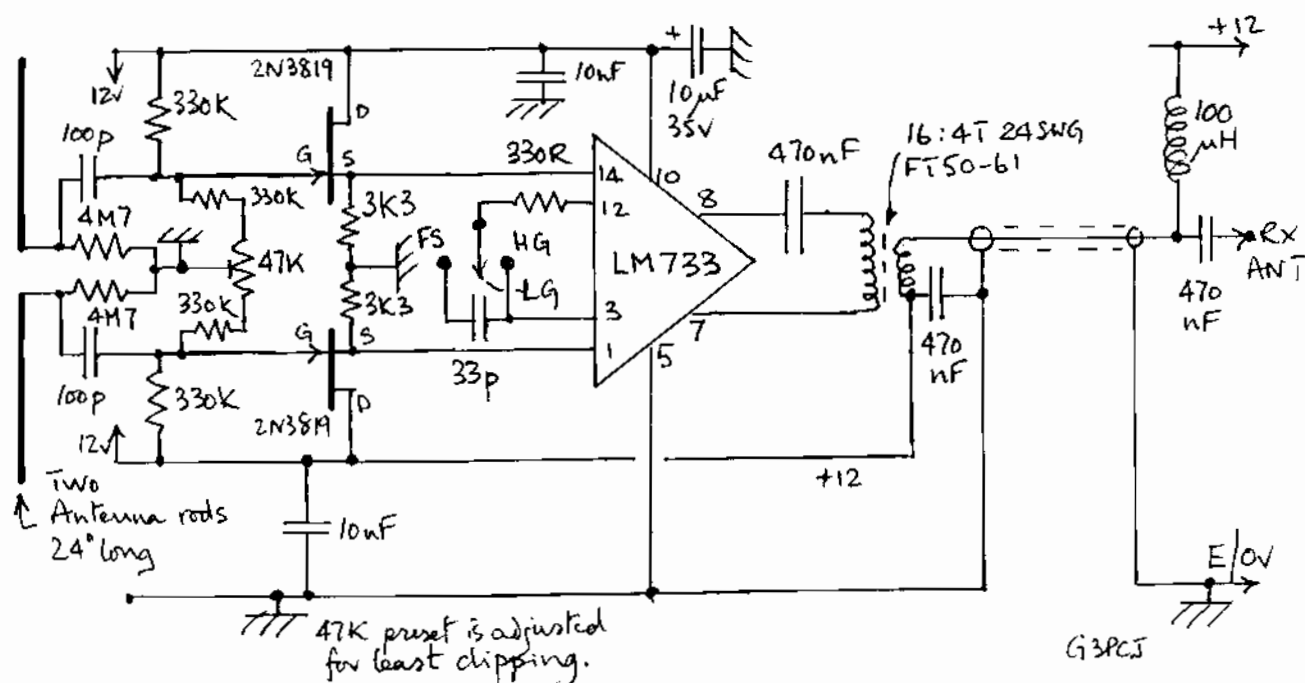 +12
2N3819
12V
330K
10nF
+
10µF
35V
100p
D
G
S
330R
14
10
470nF
16:4T 24SWG
FT50-61
100
µH
330K
4M7
3K3
12
8
FS
HG
LG
LM733
RX
ANT
47K
470
nF
4M7
330K
3K3
3
7
G
S
1
5
470
nF
33p
100p
330K
D
2N3819
12V
+12
Two
Antenna rods
24" long
10nF
E/0V
47K preset is adjusted
for least clipping.
G3PCJ